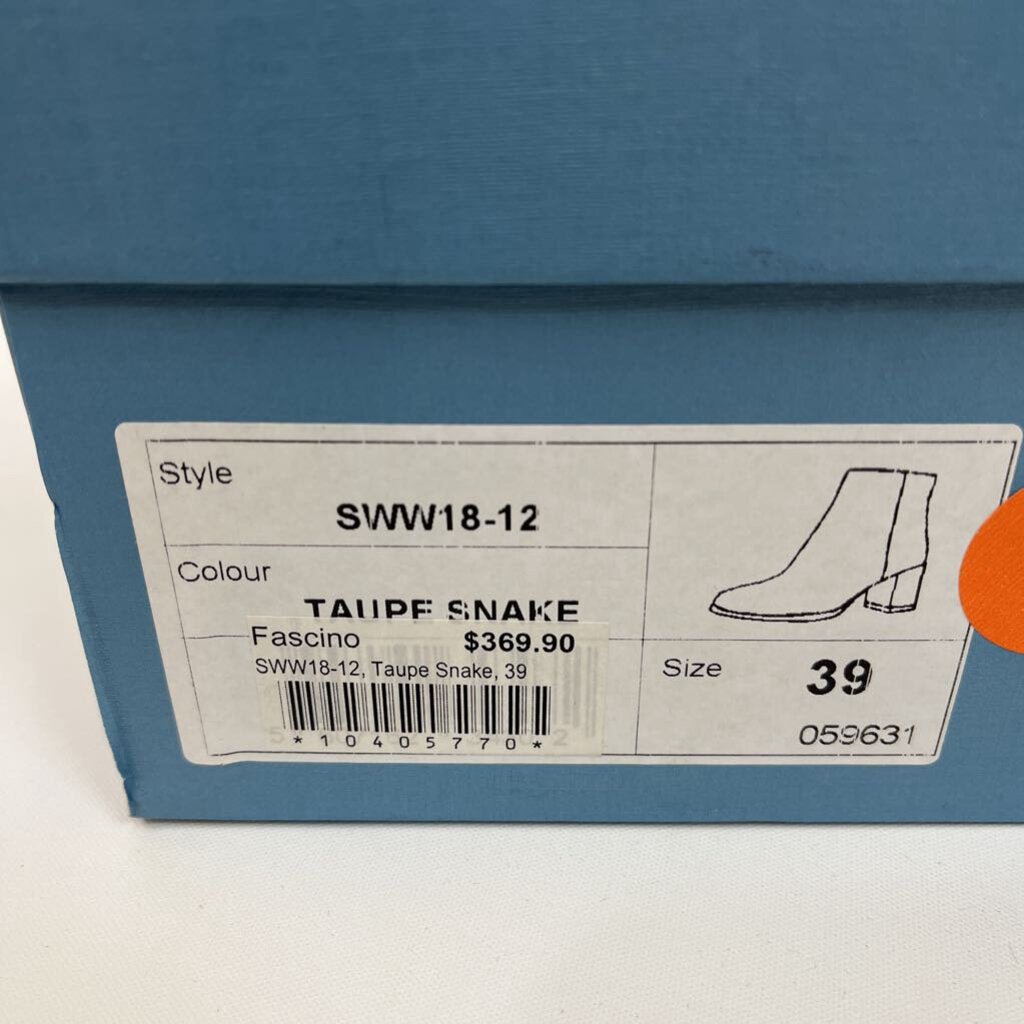 Style
SWW18-12
Colour
TAUPE SNAKE
Fascino $369.90
SWW18-12, Taupe Snake, 39
*10405770*
Size 39
059631